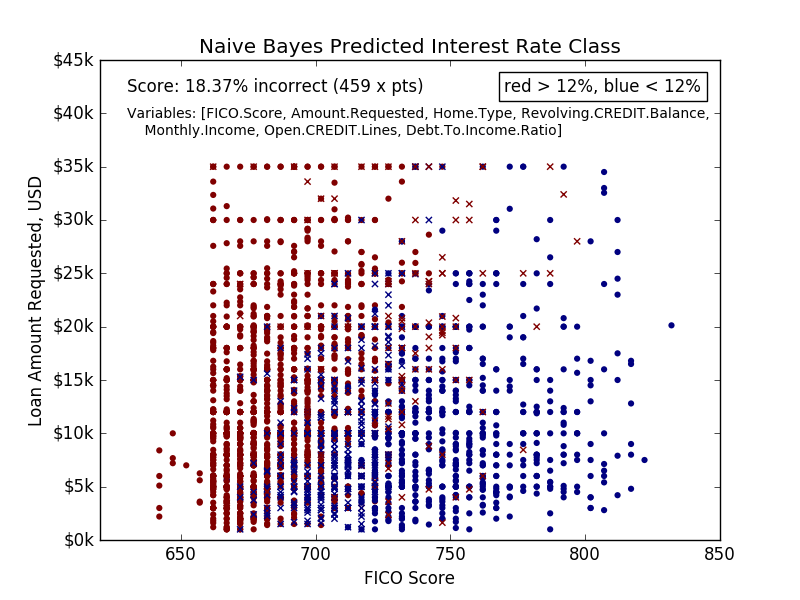 Naive Bayes Predicted Interest Rate Class
Score: 18.37% incorrect (459 x pts)
red > 12%, blue < 12%
Variables: [FICO.Score, Amount.Requested, Home.Type, Revolving.CREDIT.Balance,
Monthly.Income, Open.CREDIT.Lines, Debt.To.Income.Ratio]
Loan Amount Requested, USD
$45k
$40k
$35k
$30k
$25k
$20k
$15k
$10k
$5k
$0k
650 700 750 800 850
FICO Score